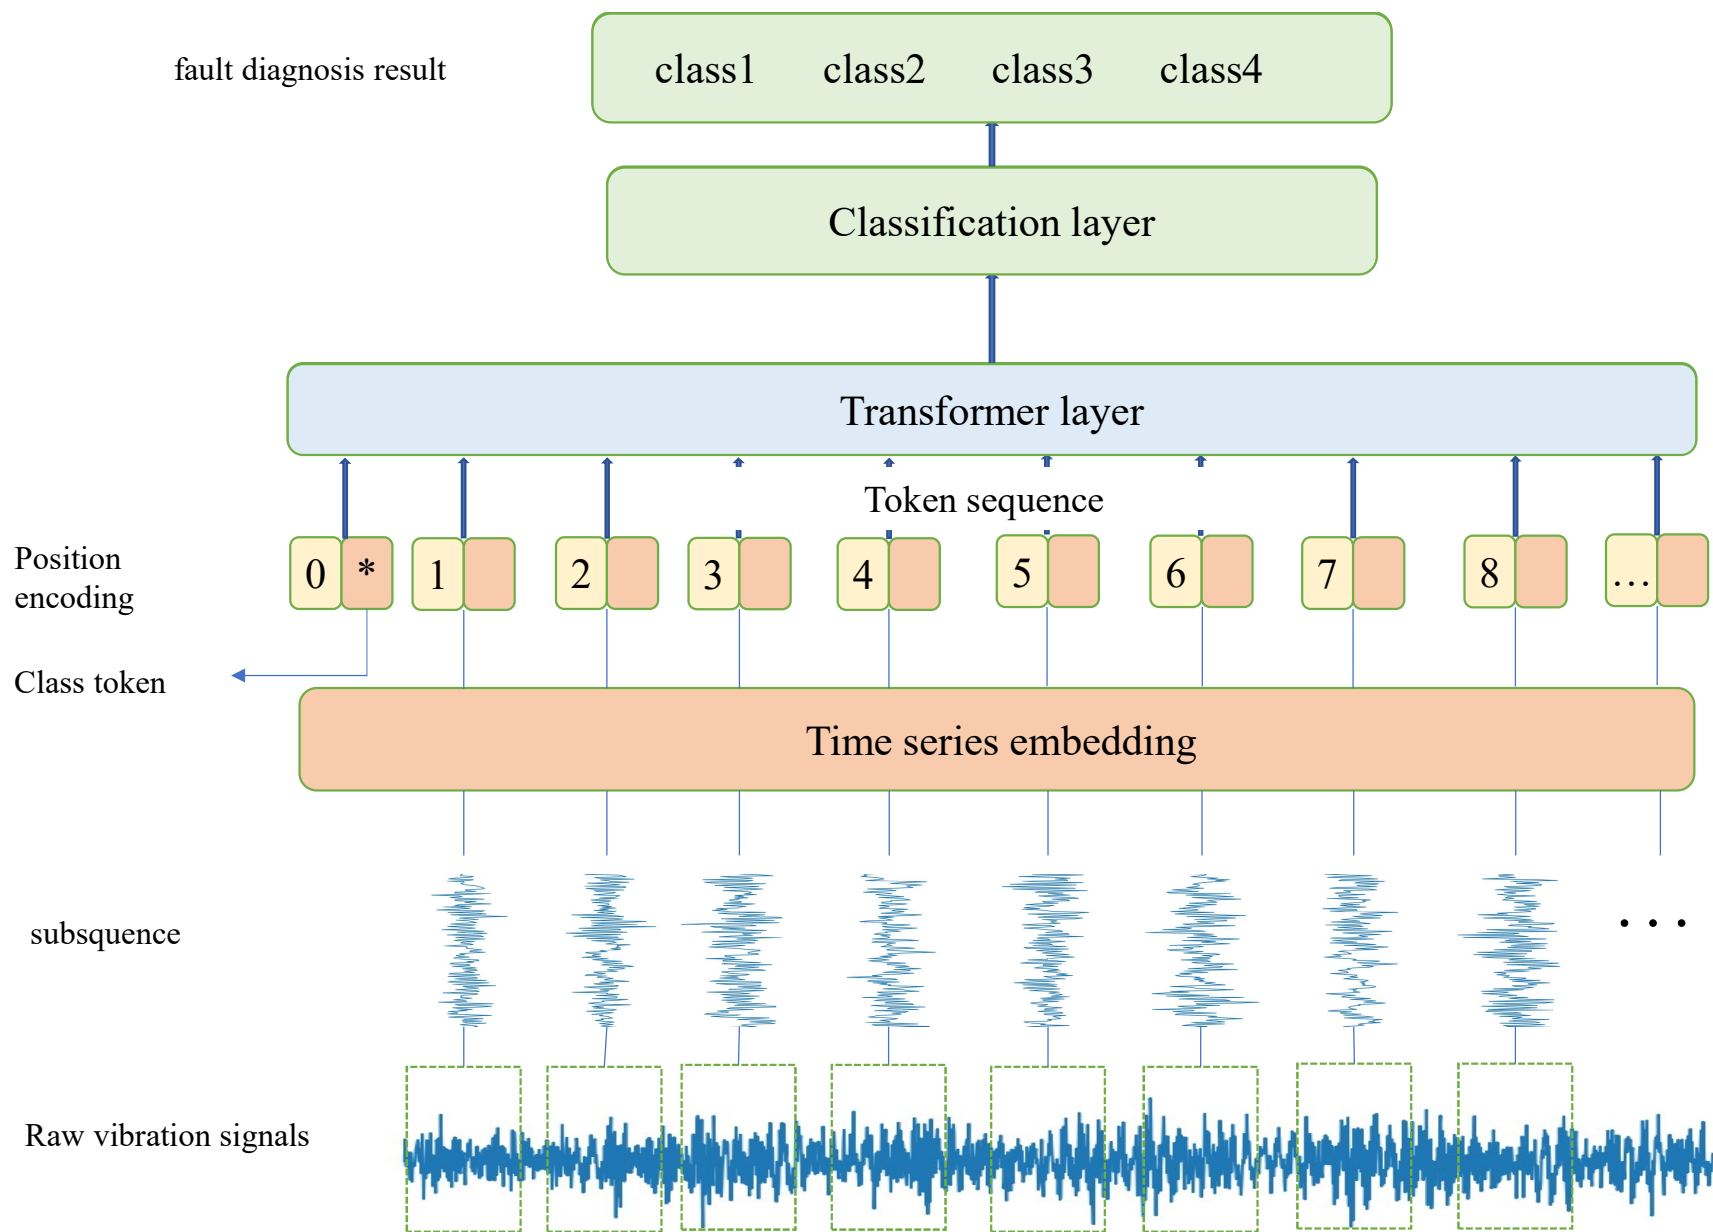 fault diagnosis result
class1 class2 class3 class4
Classification layer
Transformer layer
Token sequence
Position
encoding
0 * 1 2 3 4 5 6 7 8 ...
Class token
Time series embedding
subsquence
. . .
Raw vibration signals